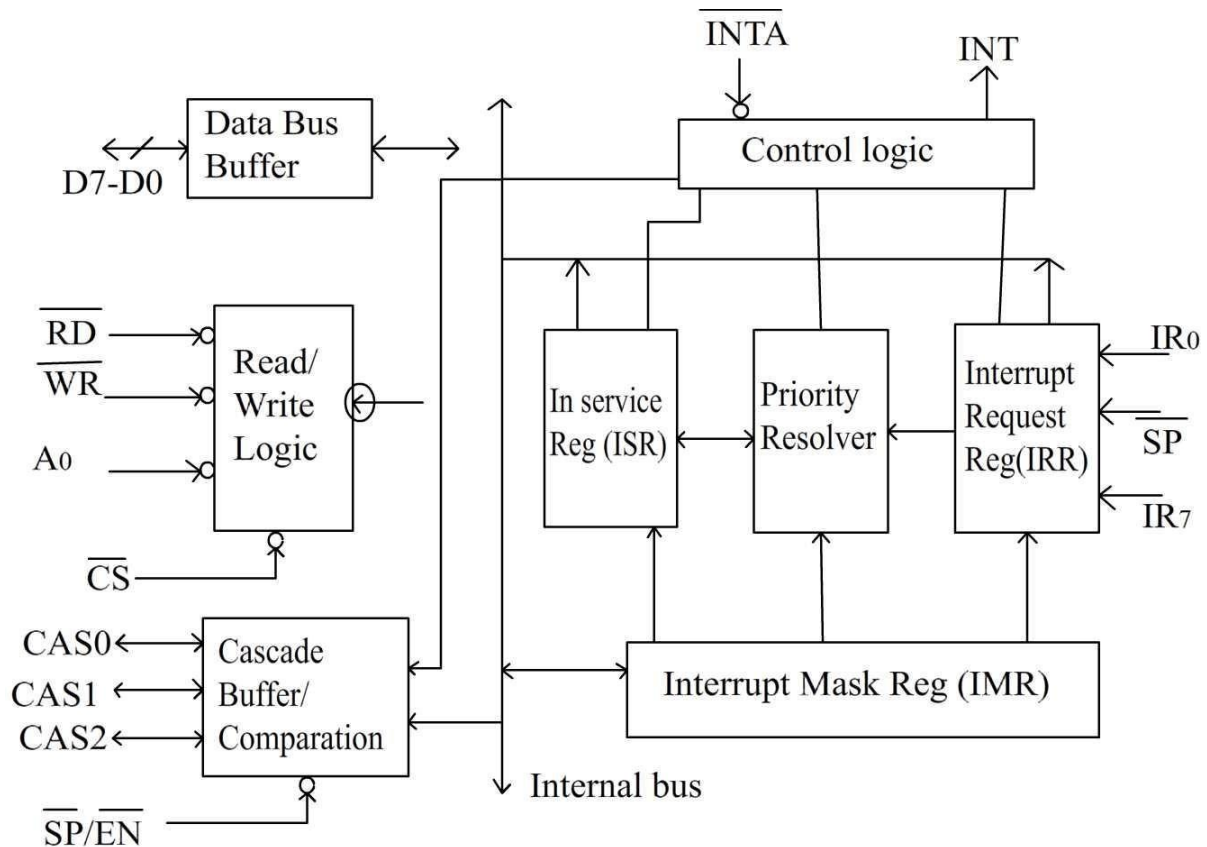 INTA
INT
Data Bus
Buffer
D7-D0
Control logic
RD
WR
A0
Read/
Write
Logic
CS
In service
Reg (ISR)
Priority
Resolver
Interrupt
Request
Reg(IRR)
IR0
SP
IR7
CAS0
CAS1
CAS2
Cascade
Buffer/
Comparation
SP/EN
Interrupt Mask Reg (IMR)
Internal bus